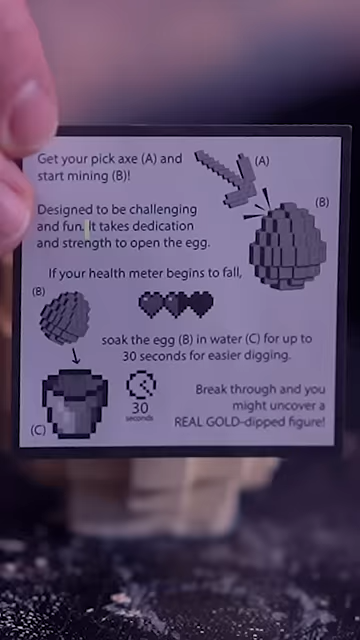 Get your pick axe (A) and
start mining (B)!
(A)
(B)
Designed to be challenging
and fun. It takes dedication
and strength to open the egg.
If your health meter begins to fall,
(B)
soak the egg (B) in water (C) for up to
30 seconds for easier digging.
30
seconds
(C)
Break through and you
might uncover a
REAL GOLD-dipped figure!